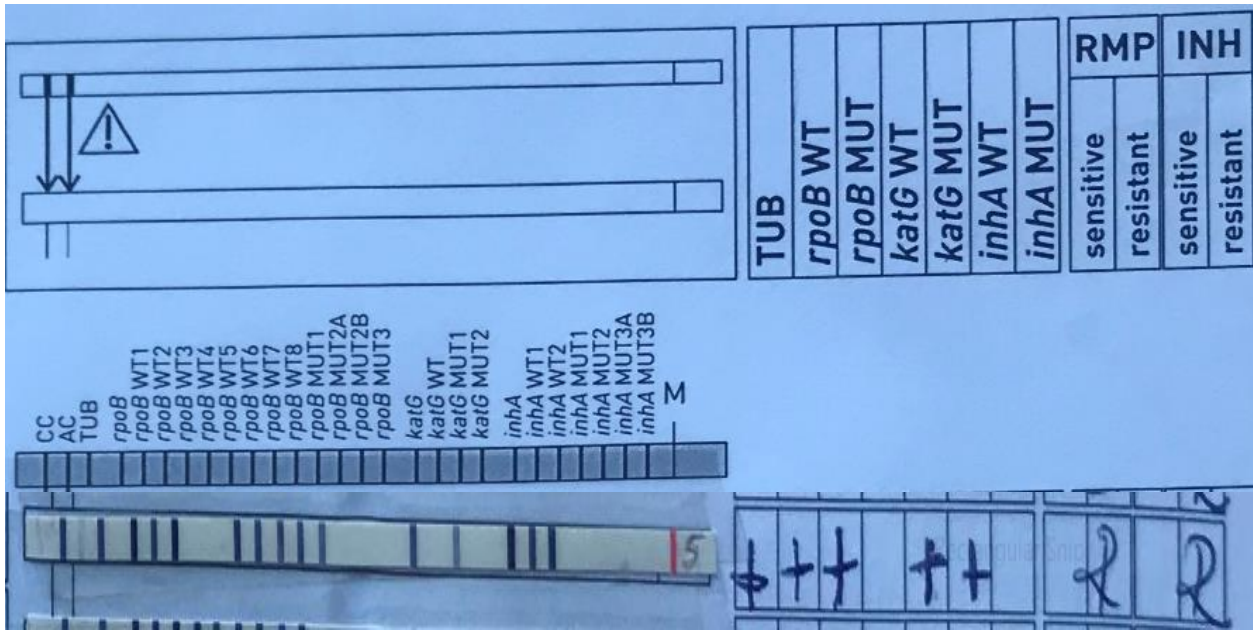 TUB
rpoB WT
rpoB MUT
katG WT
katG MUT
inhA WT
inhA MUT
RMP
INH
sensitive
resistant
sensitive
resistant
CC
AC
TUB
rpoB
rpoB WT1
rpoB WT2
rpoB WT3
rpoB WT4
rpoB WT5
rpoB WT6
rpoB WT7
rpoB WT8
rpoB MUT1
rpoB MUT2A
rpoB MUT2B
rpoB MUT3
katG
katG WT
katG MUT1
katG MUT2
inhA
inhA WT1
inhA WT2
inhA MUT1
inhA MUT2
inhA MUT3A
inhA MUT3B
M
5
+ + + + + R R
Rectangular Snip